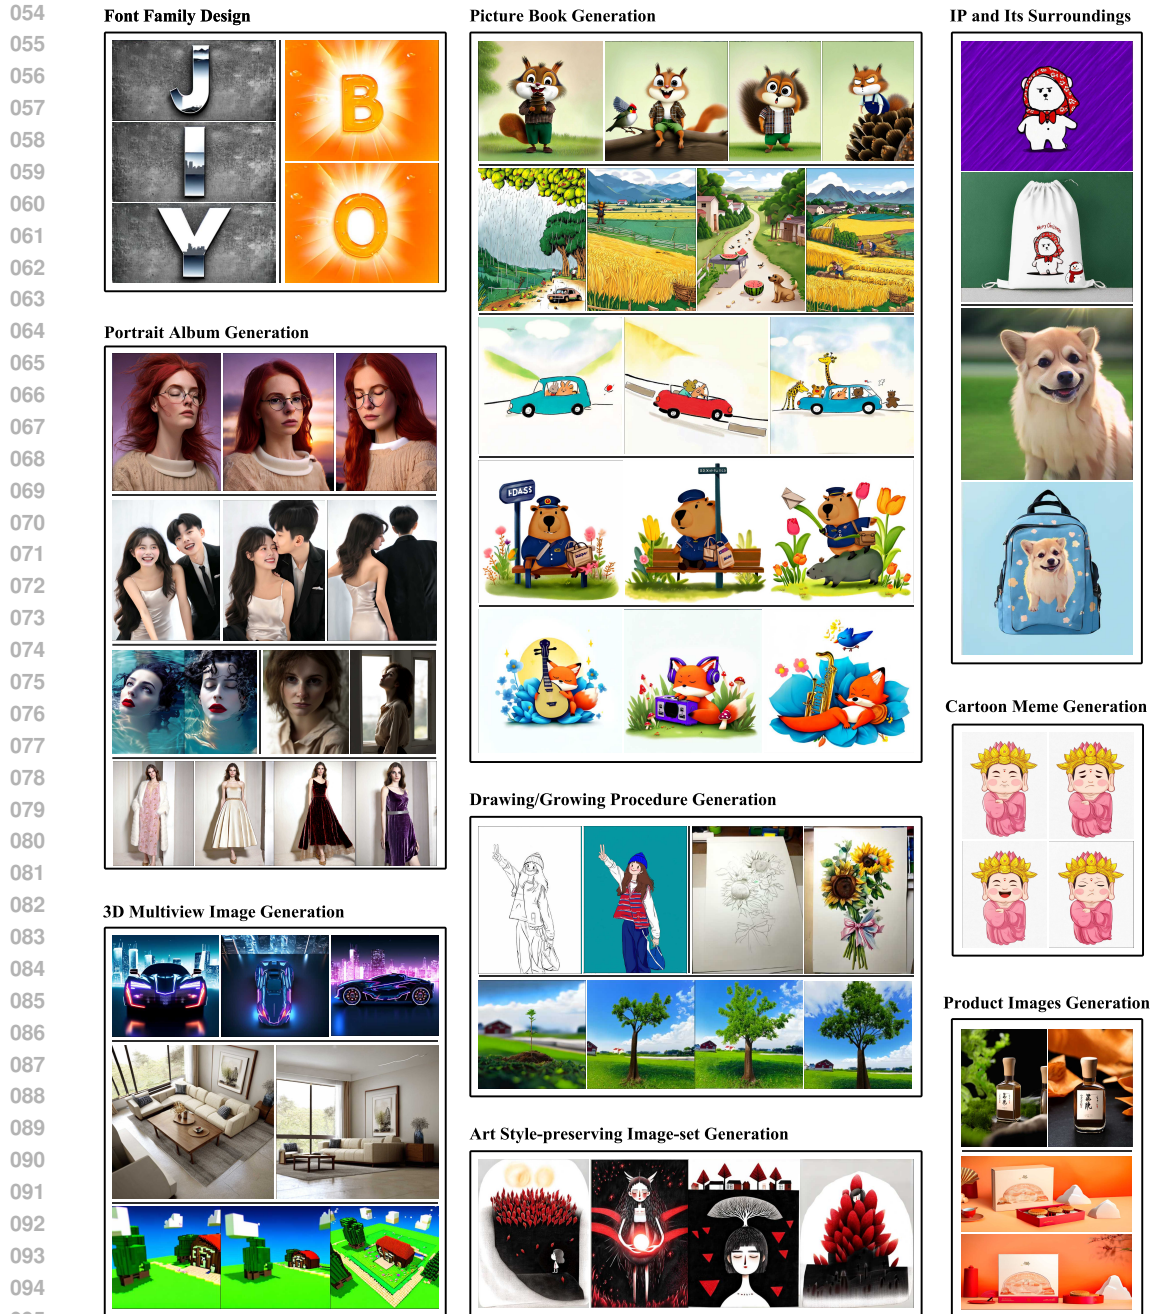 054
055
056
057
058
059
060
061
062
063
064
065
066
067
068
069
070
071
072
073
074
075
076
077
078
079
080
081
082
083
084
085
086
087
088
089
090
091
092
093
094
Font Family Design
J
I
Y
B
O
Portrait Album Generation
3D Multiview Image Generation
Picture Book Generation
Drawing/Growing Procedure Generation
Art Style-preserving Image-set Generation
IP and Its Surroundings
Merry Christmas
Cartoon Meme Generation
Product Images Generation